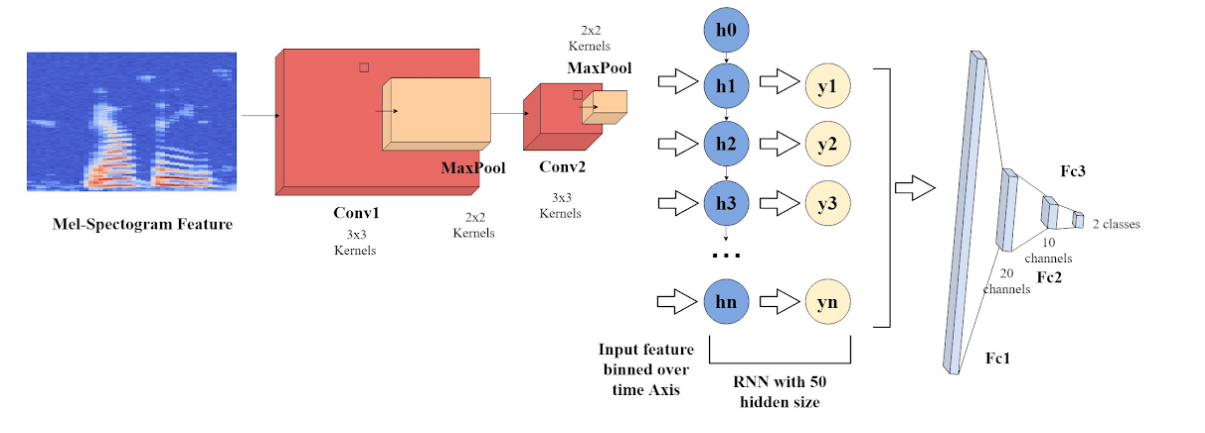 Mel-Spectogram Feature
Conv1
3x3
Kernels
MaxPool
2x2
Kernels
Conv2
3x3
Kernels
2x2
Kernels
MaxPool
h0
h1
y1
h2
y2
h3
y3
...
hn
yn
Input feature
binned over
time Axis
RNN with 50
hidden size
Fc1
20
channels
Fc2
10
channels
Fc3
2 classes